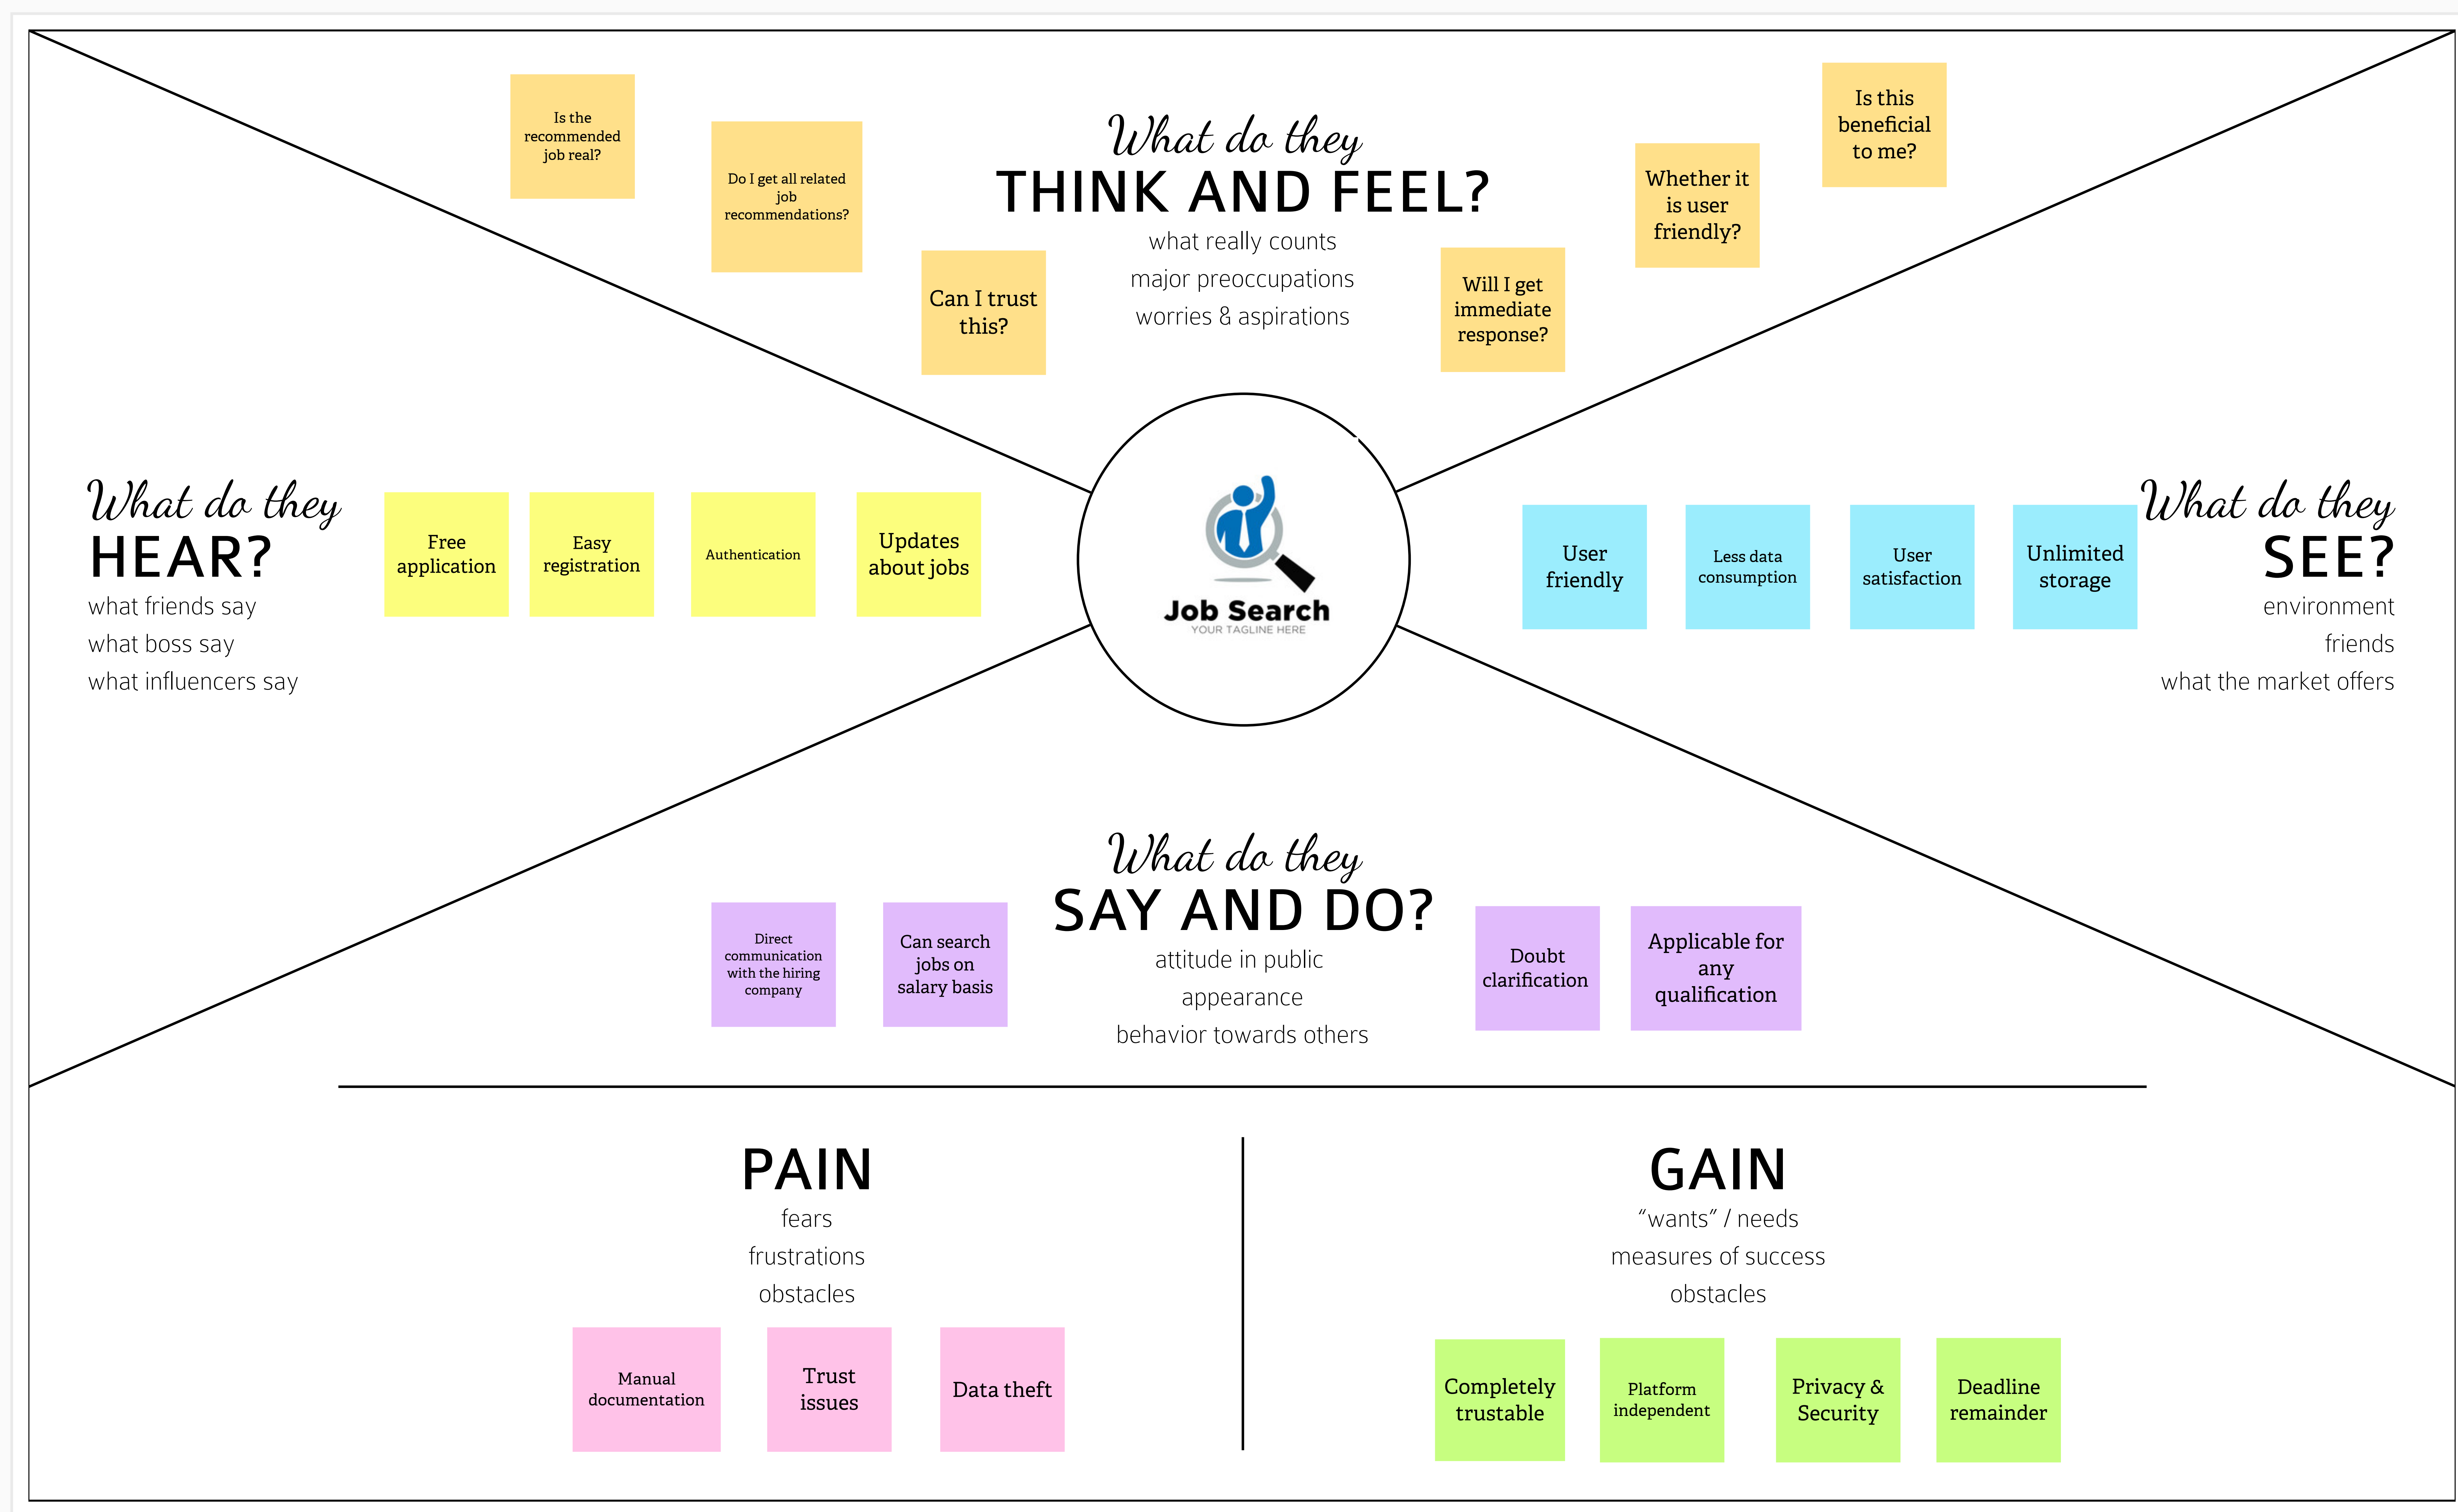 Is the
recommended
job real?
Do I get all related
job
recommendations?
Can I trust
this?
What do they
THINK AND FEEL?
what really counts
major preoccupations
worries & aspirations
Will I get
immediate
response?
Whether it
is user
friendly?
Is this
beneficial
to me?
What do they
HEAR?
what friends say
what boss say
what influencers say
Free
application
Easy
registration
Authentication
Updates
about jobs
Job Search
YOUR TAGLINE HERE
User
friendly
Less data
consumption
User
satisfaction
Unlimited
storage
What do they
SEE?
environment
friends
what the market offers
What do they
SAY AND DO?
attitude in public
appearance
behavior towards others
Direct
communication
with the hiring
company
Can search
jobs on
salary basis
Doubt
clarification
Applicable for
any
qualification
PAIN
fears
frustrations
obstacles
Manual
documentation
Trust
issues
Data theft
GAIN
“wants” / needs
measures of success
obstacles
Completely
trustable
Platform
independent
Privacy &
Security
Deadline
remainder